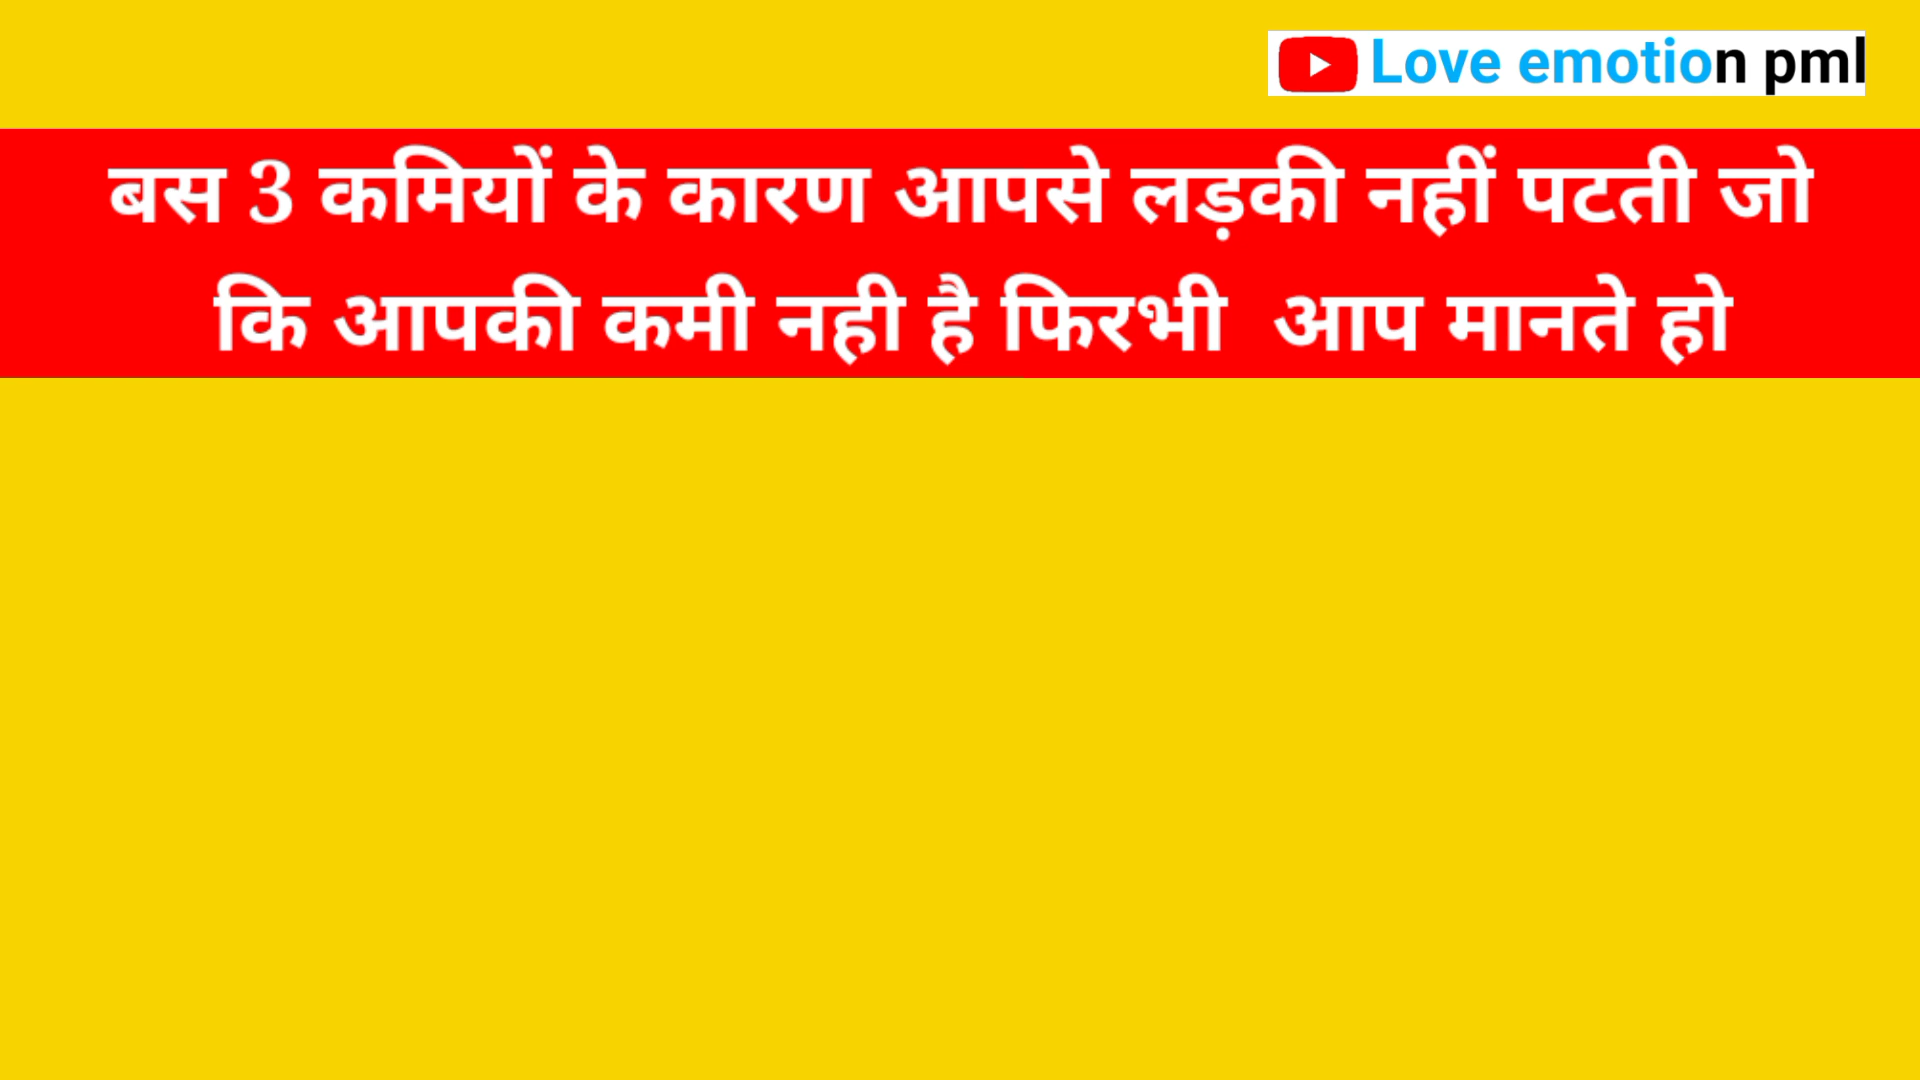 Love emotion pml
बस 3 कमियों के कारण आपसे लड़की नहीं पटती जो
कि आपकी कमी नही है फिरभी आप मानते हो